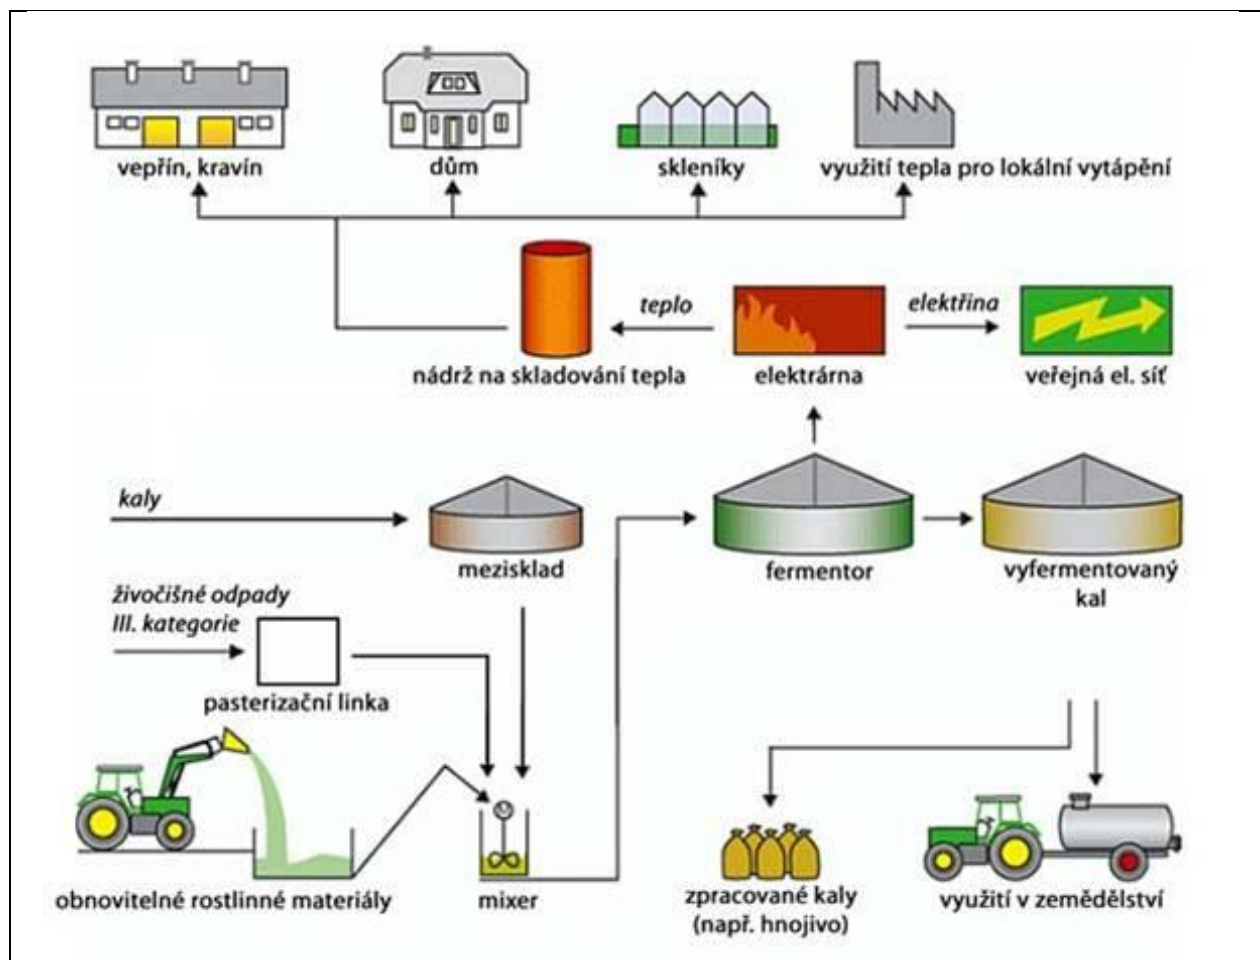 vepřín, kravín
dům
skleníky
využití tepla pro lokální vytápění
teplo
elektřina
nádrž na skladování tepla
elektrárna
veřejná el. síť
kaly
mezisklad
fermentor
vyfermentovaný
kal
živočišné odpady
III. kategorie
pasterizační linka
obnovitelné rostlinné materiály
mixer
zpracované kaly
(např. hnojivo)
využití v zemědělství